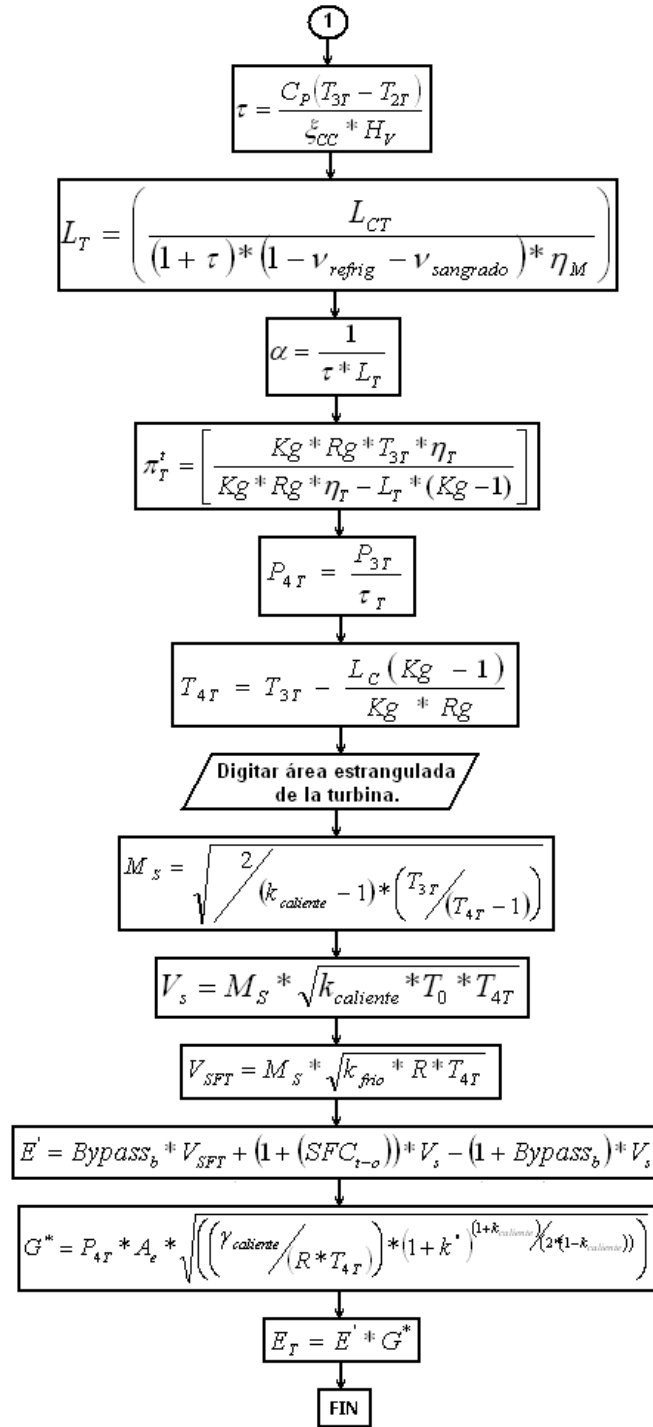 1
τ = C_P(T_3T − T_2T) / ξ_CC * H_V
L_T = ( L_CT / (1 + τ)*(1 − ν_refrig − ν_sangrado)*η_M )
α = 1 / τ * L_T
π_T^t = [ Kg * Rg * T_3T * η_T / Kg * Rg * η_T − L_T * (Kg − 1) ]
P_4T = P_3T / τ_T
T_4T = T_3T − L_C (Kg − 1) / Kg * Rg
Digitar área estrangulada
de la turbina.
M_S = √(2/(k_caliente − 1)*(T_3T/(T_4T − 1)))
V_s = M_S * √(k_caliente * T_0 * T_4T)
V_SFT = M_S * √(k_frio * R * T_4T)
E' = Bypass_b * V_SFT + (1 + (SFC_t−o)) * V_s − (1 + Bypass_b) * V_s
G* = P_4T * A_e * √(((γ_caliente/(R * T_4T)) * (1 + k*)^((1+k_caliente)/(2*(1−k_caliente)))))
E_T = E' * G*
FIN